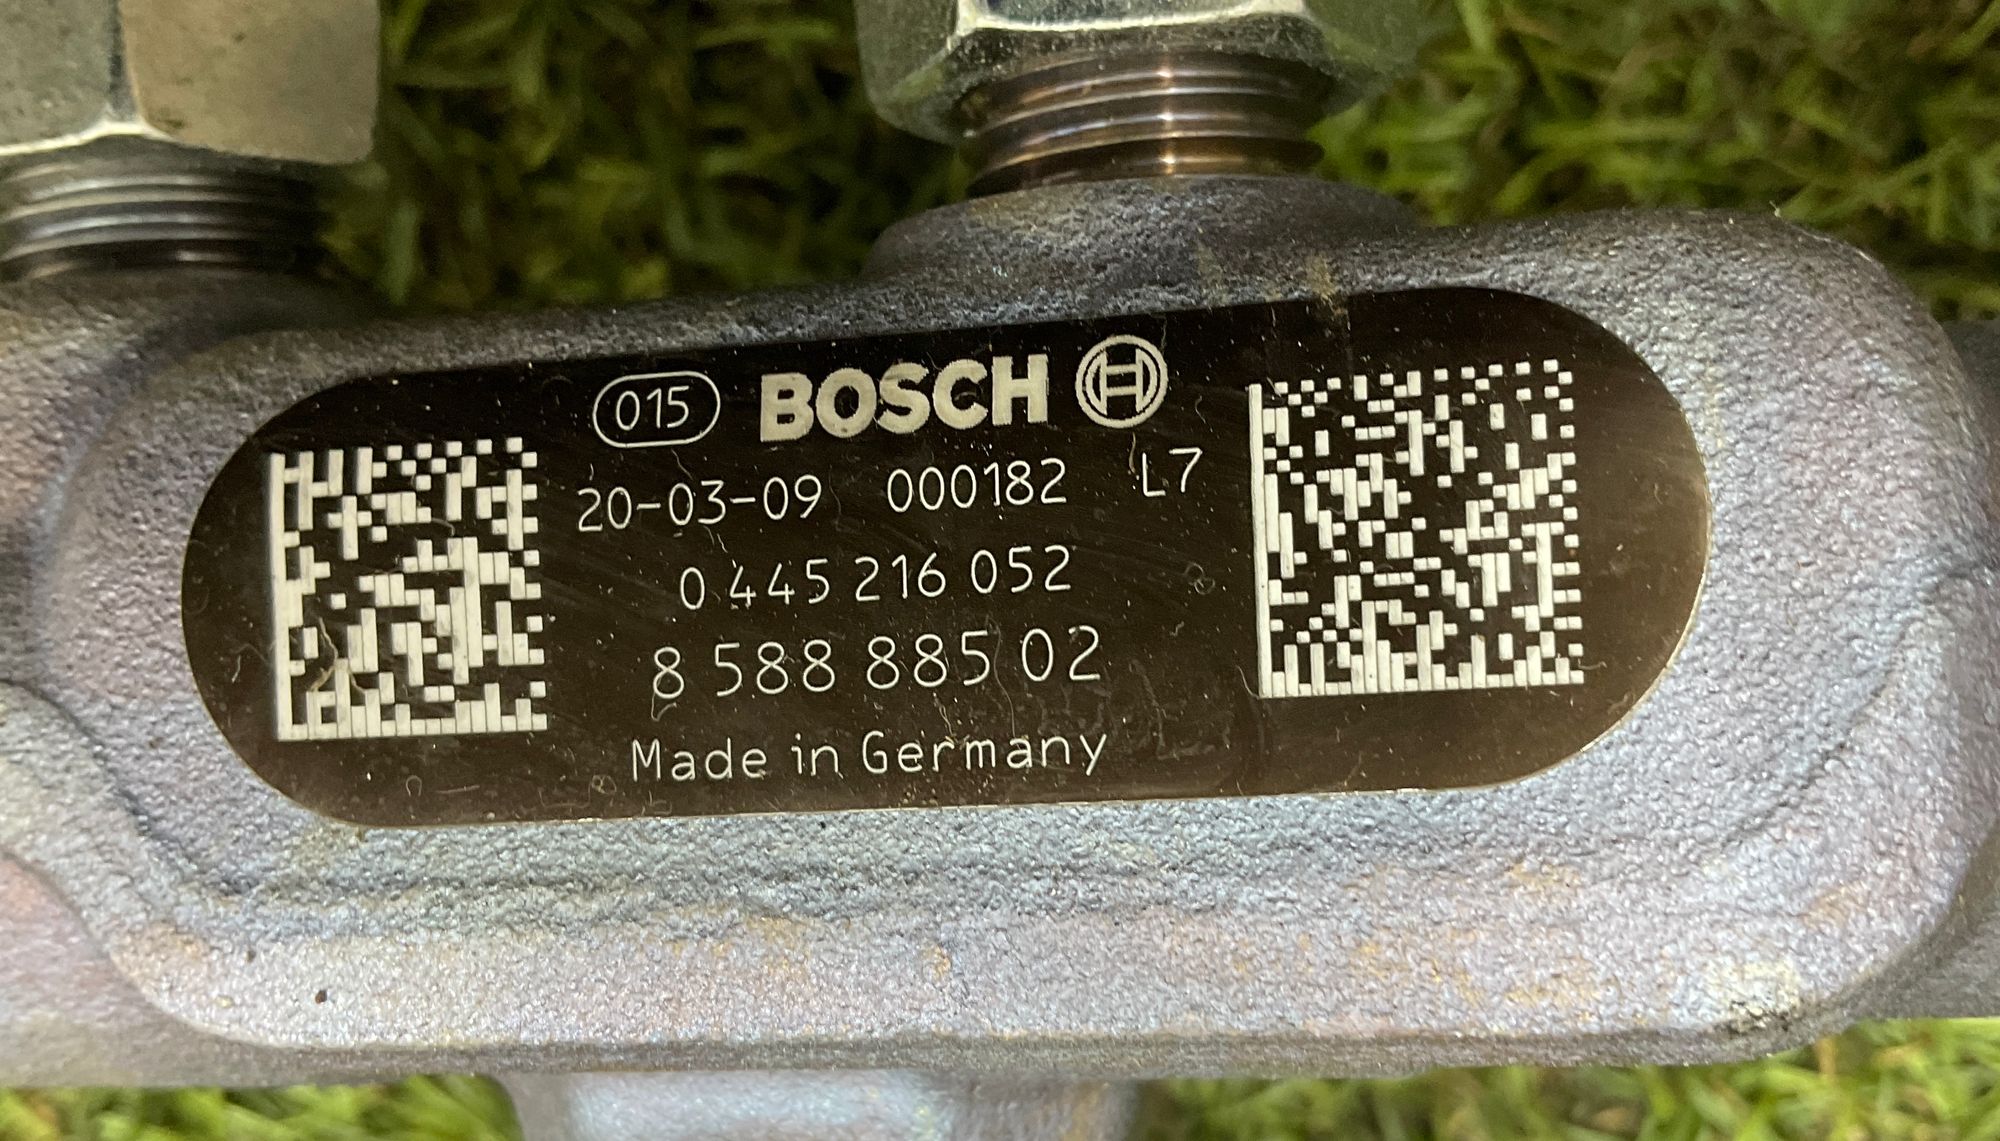 015 BOSCH
20-03-09 000182 L7
0 445 216 052
8 588 885 02
Made in Germany